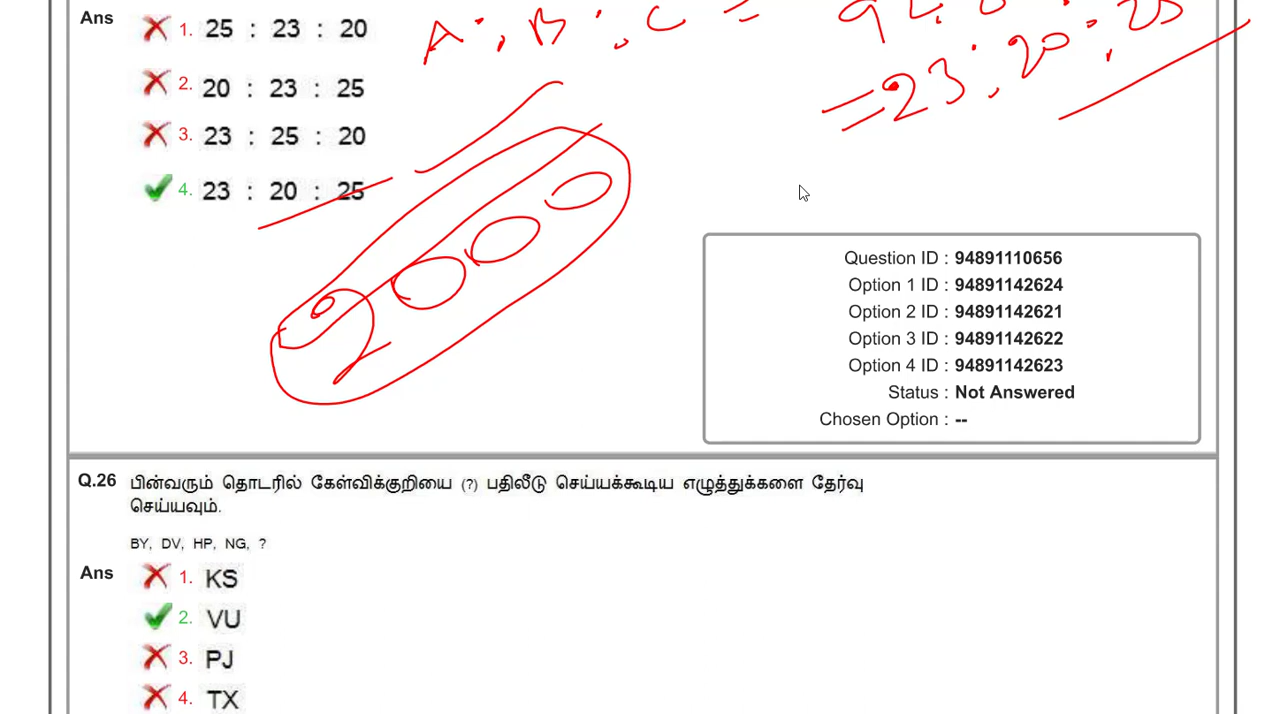 Ans
1. 25 : 23 : 20
2. 20 : 23 : 25
3. 23 : 25 : 20
4. 23 : 20 : 25
A : B : C =
= 23 : 20 : 25
2000
Question ID : 94891110656
Option 1 ID : 94891142624
Option 2 ID : 94891142621
Option 3 ID : 94891142622
Option 4 ID : 94891142623
Status : Not Answered
Chosen Option : --
Q.26 பின்வரும் தொடரில் கேள்விக்குறியை (?) பதிலீடு செய்யக்கூடிய எழுத்துக்களை தேர்வு
செய்யவும்.
BY, DV, HP, NG, ?
Ans
1. KS
2. VU
3. PJ
4. TX